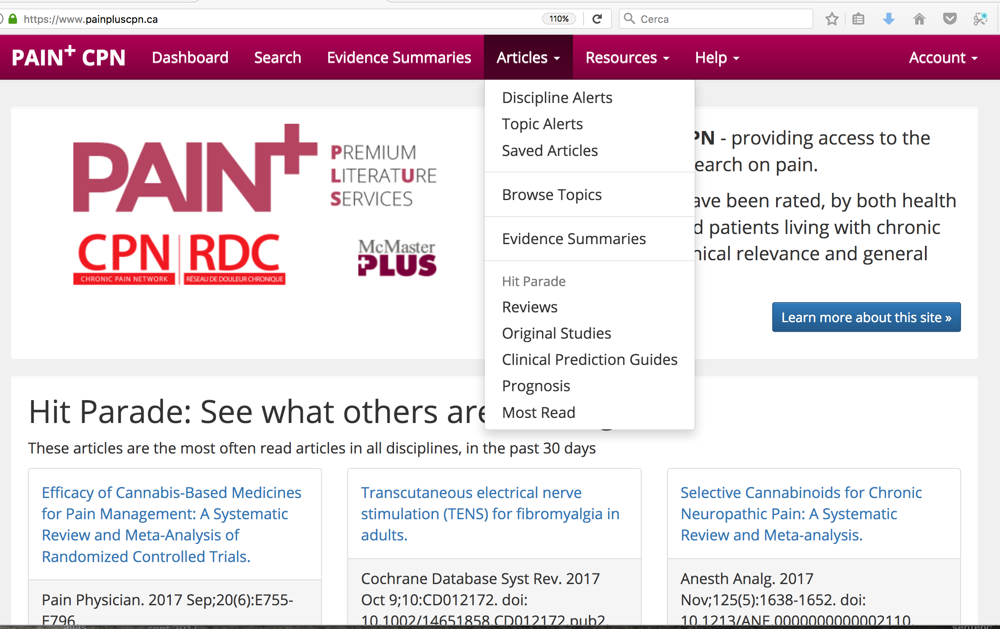 https://www.painpluscpn.ca
110%
Cerca
PAIN+ CPN
Dashboard
Search
Evidence Summaries
Articles
Resources
Help
Account
Discipline Alerts
Topic Alerts
Saved Articles
Browse Topics
Evidence Summaries
Hit Parade
Reviews
Original Studies
Clinical Prediction Guides
Prognosis
Most Read
PAIN+
PREMIUM
LITERATURE
SERVICES
CPN RDC
CHRONIC PAIN NETWORK
RÉSEAU DE DOULEUR CHRONIQUE
McMaster
PLUS
PN - providing access to the
earch on pain.
ave been rated, by both health
d patients living with chronic
nical relevance and general
Learn more about this site »
Hit Parade: See what others are
These articles are the most often read articles in all disciplines, in the past 30 days
Efficacy of Cannabis-Based Medicines
for Pain Management: A Systematic
Review and Meta-Analysis of
Randomized Controlled Trials.
Pain Physician. 2017 Sep;20(6):E755-
E796.
Transcutaneous electrical nerve
stimulation (TENS) for fibromyalgia in
adults.
Cochrane Database Syst Rev. 2017
Oct 9;10:CD012172. doi:
10.1002/14651858.CD012172.pub2.
Selective Cannabinoids for Chronic
Neuropathic Pain: A Systematic
Review and Meta-analysis.
Anesth Analg. 2017
Nov;125(5):1638-1652. doi:
10.1213/ANE.0000000000002110.